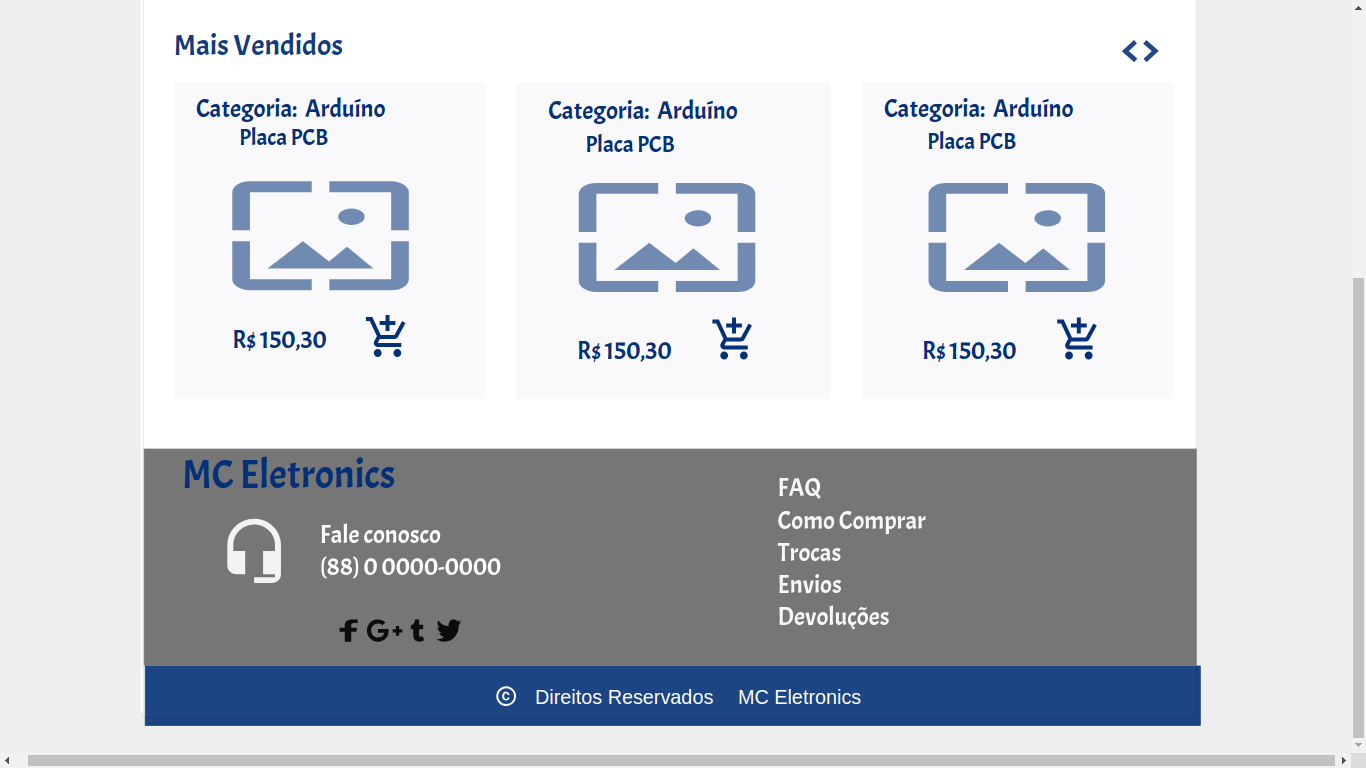 Mais Vendidos
Categoria: Arduíno
Placa PCB
R$ 150,30
Categoria: Arduíno
Placa PCB
R$ 150,30
Categoria: Arduíno
Placa PCB
R$ 150,30
MC Eletronics
Fale conosco
(88) 0 0000-0000
FAQ
Como Comprar
Trocas
Envios
Devoluções
© Direitos Reservados MC Eletronics